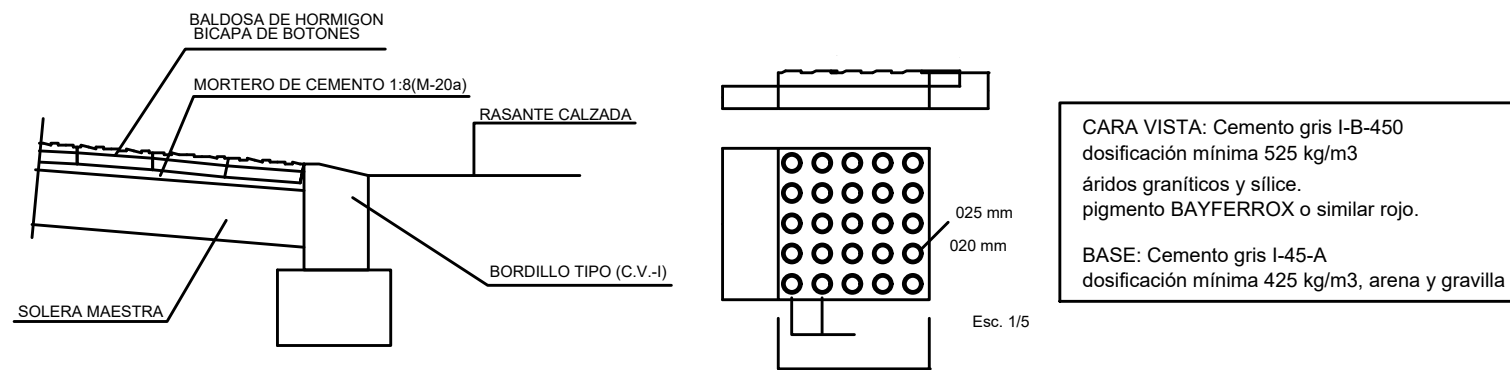 BALDOSA DE HORMIGON
BICAPA DE BOTONES
MORTERO DE CEMENTO 1:8(M-20a)
RASANTE CALZADA
BORDILLO TIPO (C.V.-I)
SOLERA MAESTRA
025 mm
020 mm
Esc. 1/5
CARA VISTA: Cemento gris I-B-450
dosificación mínima 525 kg/m3
áridos graníticos y sílice.
pigmento BAYFERROX o similar rojo.
BASE: Cemento gris I-45-A
dosificación mínima 425 kg/m3, arena y gravilla